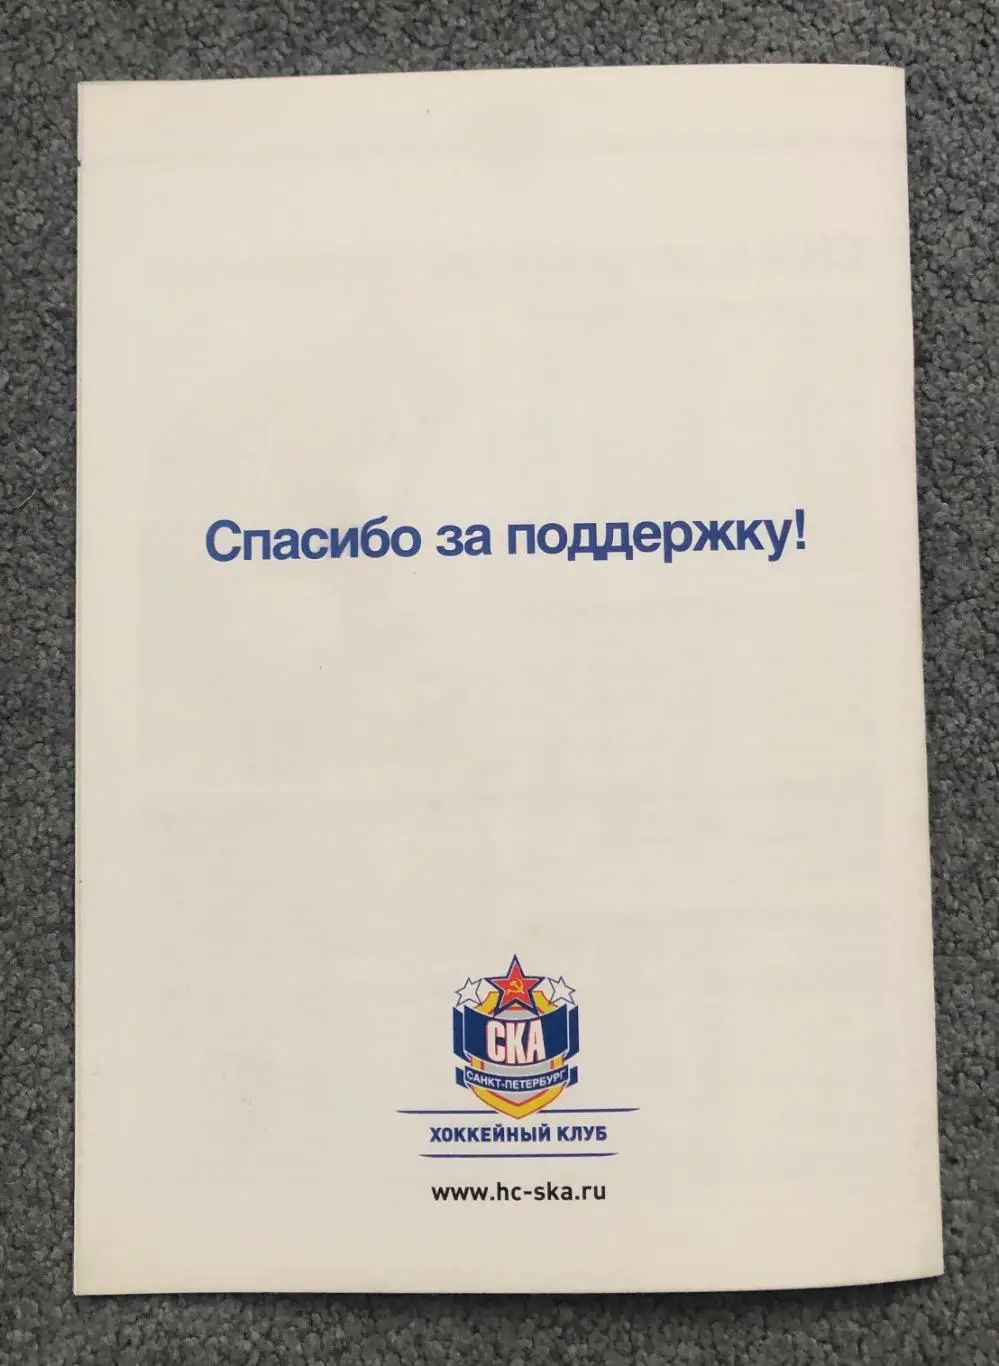 Спасибо за поддержку!
СКА
САНКТ-ПЕТЕРБУРГ
ХОККЕЙНЫЙ КЛУБ
www.hc-ska.ru